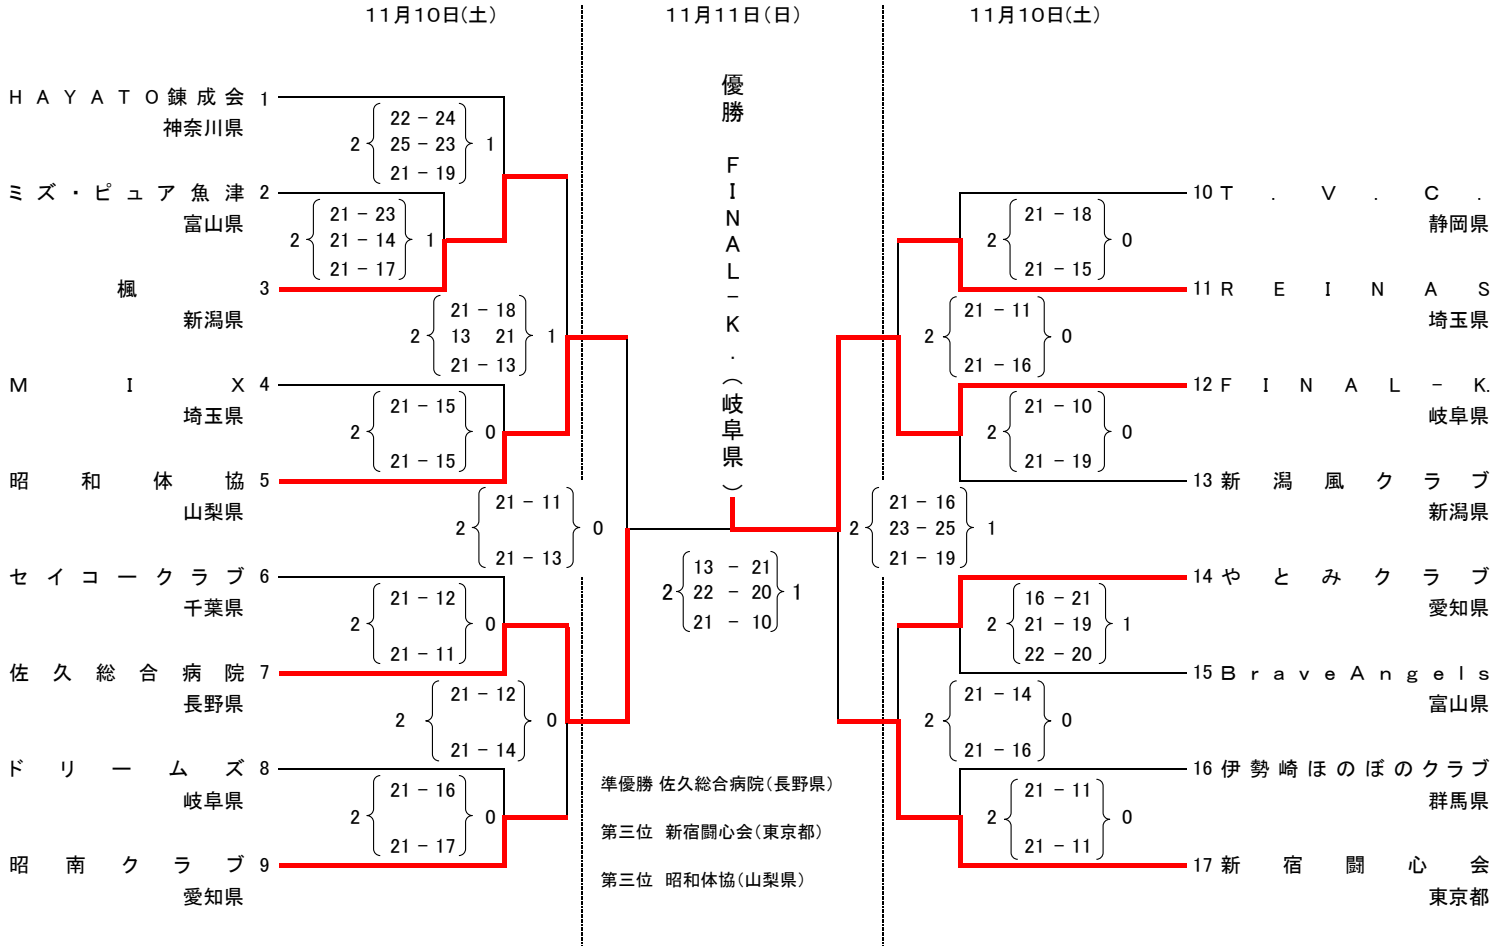 11月10日(土)
11月11日(日)
11月10日(土)
優勝 FINAL-K.(岐阜県)
HAYATO錬成会 1
神奈川県
2 22 - 24 1
25 - 23
21 - 19
ミズ・ピュア魚津 2
富山県
2 21 - 23 1
21 - 14
21 - 17
楓 3
新潟県
2 21 - 18 1
13 21
21 - 13
MIX 4
埼玉県
2 21 - 15 0
21 - 15
昭和体協 5
山梨県
2 21 - 11 0
21 - 13
セイコークラブ 6
千葉県
2 21 - 12 0
21 - 11
佐久総合病院 7
長野県
2 21 - 12 0
21 - 14
ドリームズ 8
岐阜県
2 21 - 16 0
21 - 17
昭南クラブ 9
愛知県
2 13 - 21 1
22 - 20
21 - 10
準優勝 佐久総合病院(長野県)
第三位 新宿闘心会(東京都)
第三位 昭和体協(山梨県)
10 T.V.C.
静岡県
2 21 - 18 0
21 - 15
11 REINAS
埼玉県
2 21 - 11 0
21 - 16
12 FINAL-K.
岐阜県
2 21 - 10 0
21 - 19
13 新潟風クラブ
新潟県
2 21 - 16 1
23 - 25
21 - 19
14 やとみクラブ
愛知県
2 16 - 21 1
21 - 19
22 - 20
15 BraveAngels
富山県
2 21 - 14 0
21 - 16
16 伊勢崎ほのぼのクラブ
群馬県
2 21 - 11 0
21 - 11
17 新宿闘心会
東京都